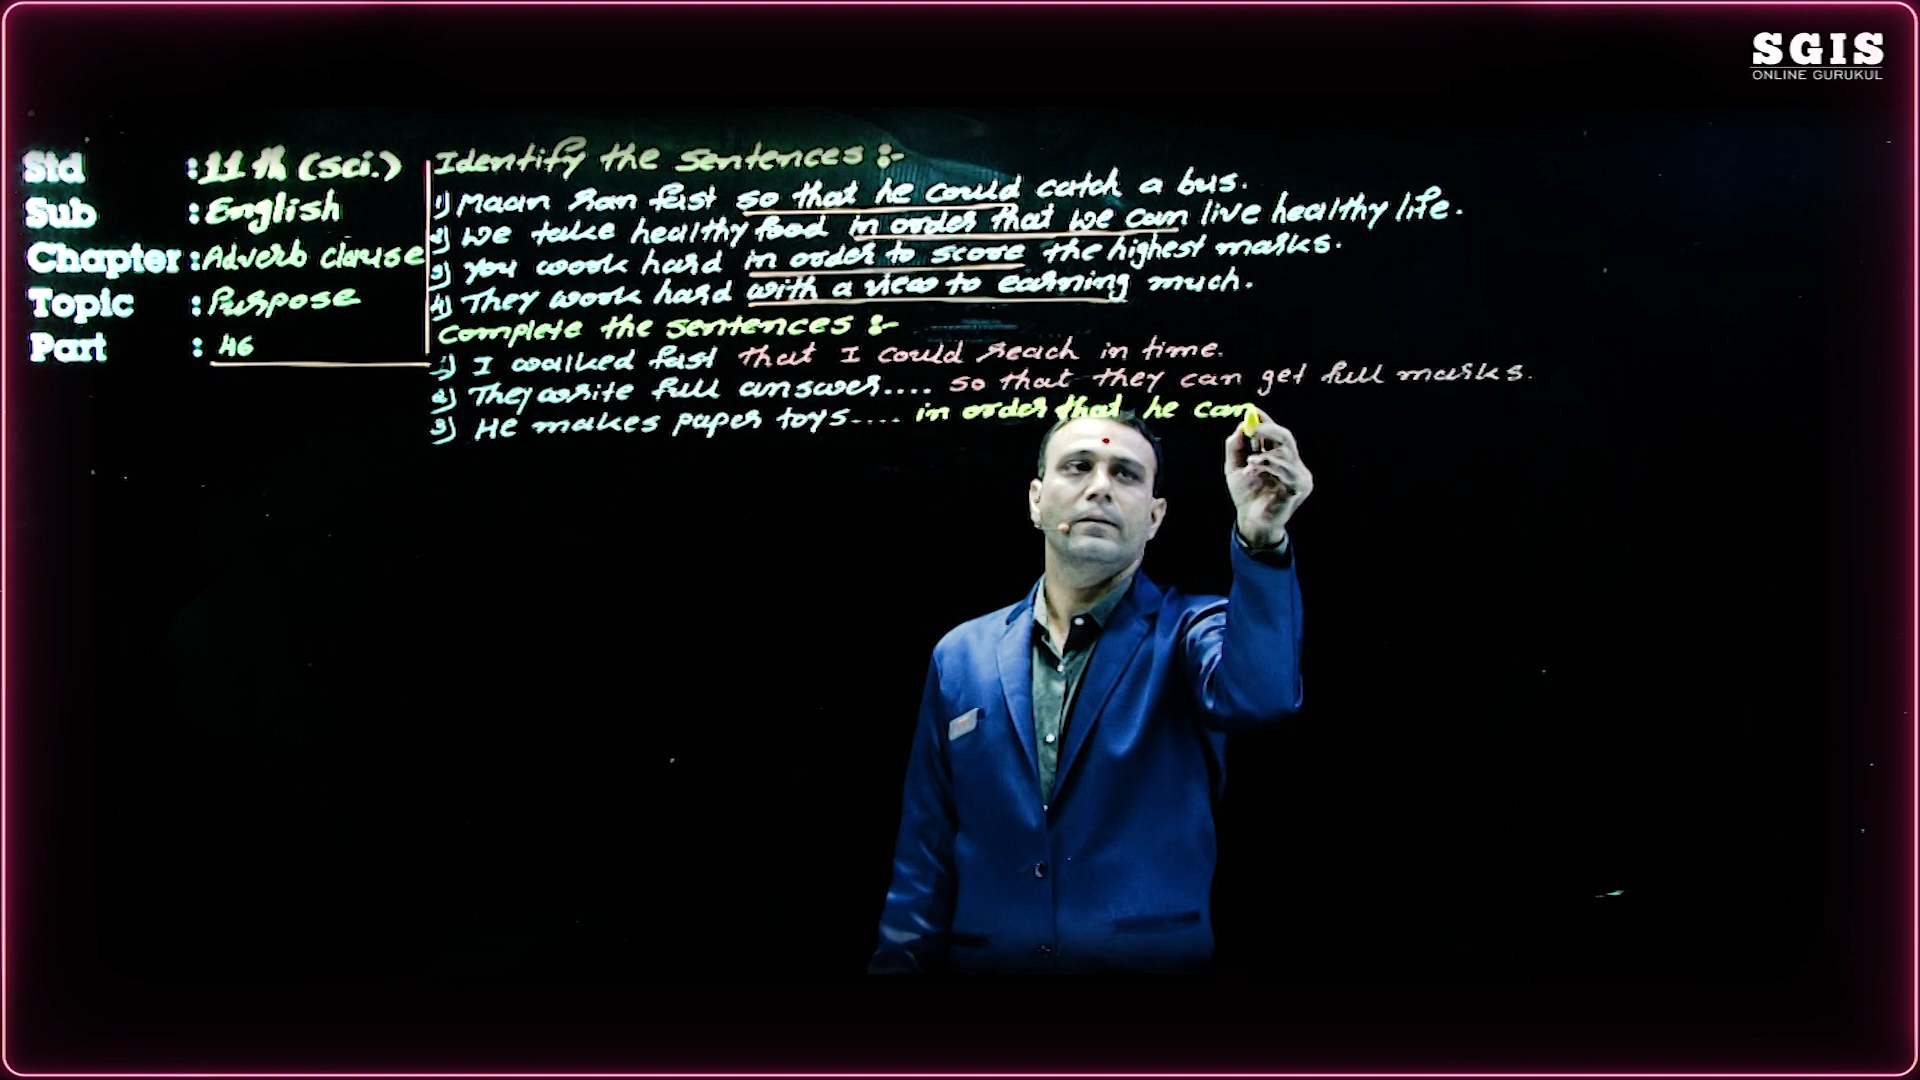 SGIS
ONLINE GURUKUL
Std : 11th (sci.)
Sub : English
Chapter : Adverb clause
Topic : Purpose
Part : 46
Identify the sentences :-
1) Maan ran fast so that he could catch a bus.
2) We take healthy food in order that we can live healthy life.
3) You work hard in order to score the highest marks.
4) They work hard with a view to earning much.
Complete the sentences :-
1) I walked fast that I could reach in time.
2) They write full answer.... so that they can get full marks.
3) He makes paper toys.... in order that he can